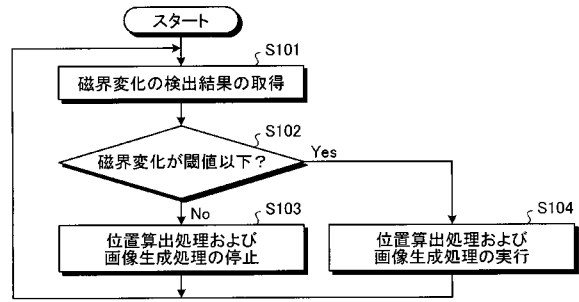 スタート
S101
磁界変化の検出結果の取得
S102
磁界変化が閾値以下？
Yes
No
S103
位置算出処理および
画像生成処理の停止
S104
位置算出処理および
画像生成処理の実行